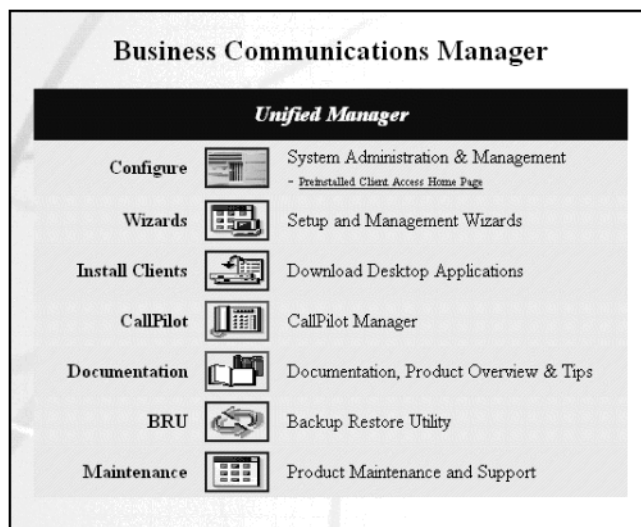 Business Communications Manager
Unified Manager
Configure System Administration & Management
- Preinstalled Client Access Home Page
Wizards Setup and Management Wizards
Install Clients Download Desktop Applications
CallPilot CallPilot Manager
Documentation Documentation, Product Overview & Tips
BRU Backup Restore Utility
Maintenance Product Maintenance and Support